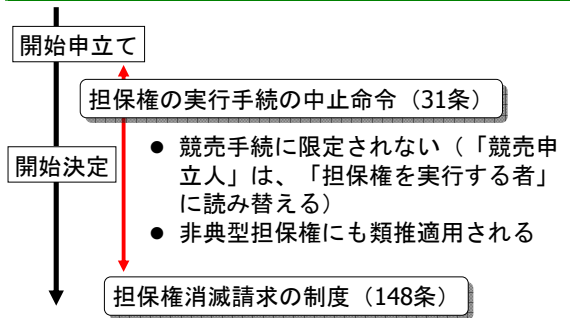 開始申立て
担保権の実行手続の中止命令（31条）
● 競売手続に限定されない（「競売申
立人」は、「担保権を実行する者」
に読み替える）
● 非典型担保権にも類推適用される
開始決定
担保権消滅請求の制度（148条）